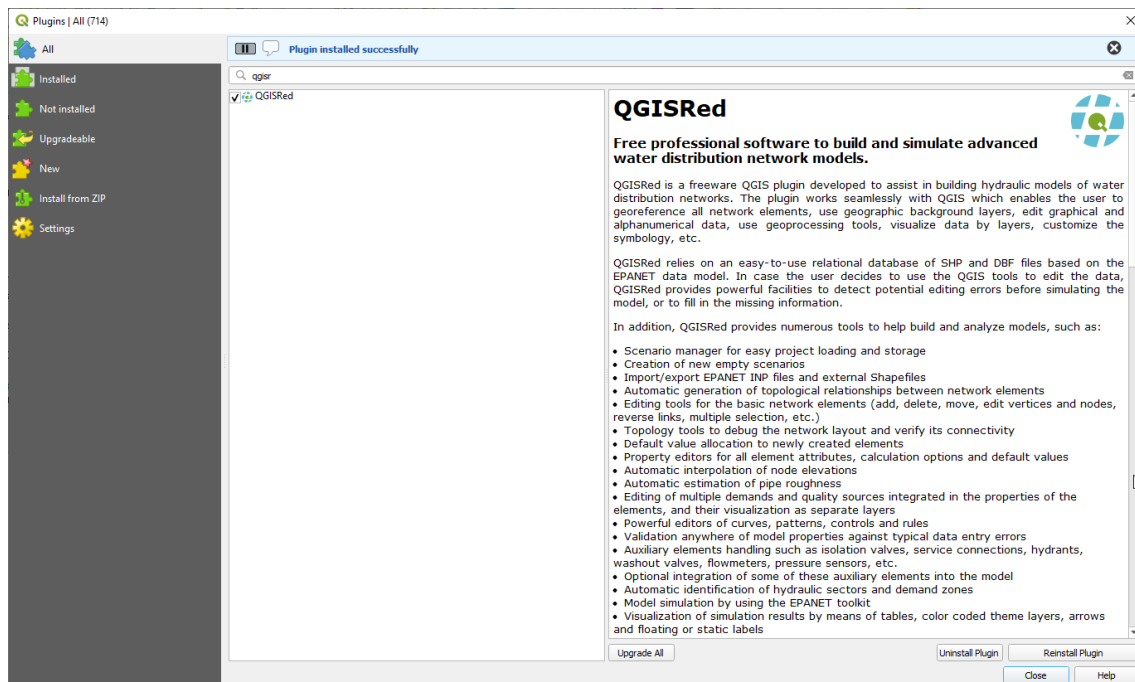 Plugins | All (714)
All
Installed
Not installed
Upgradeable
New
Install from ZIP
Settings
Plugin installed successfully
qgisr
QGISRed
QGISRed
Free professional software to build and simulate advanced
water distribution network models.
QGISRed is a freeware QGIS plugin developed to assist in building hydraulic models of water
distribution networks. The plugin works seamlessly with QGIS which enables the user to
georeference all network elements, use geographic background layers, edit graphical and
alphanumerical data, use geoprocessing tools, visualize data by layers, customize the
symbology, etc.
QGISRed relies on an easy-to-use relational database of SHP and DBF files based on the
EPANET data model. In case the user decides to use the QGIS tools to edit the data,
QGISRed provides powerful facilities to detect potential editing errors before simulating the
model, or to fill in the missing information.
In addition, QGISRed provides numerous tools to help build and analyze models, such as:
• Scenario manager for easy project loading and storage
• Creation of new empty scenarios
• Import/export EPANET INP files and external Shapefiles
• Automatic generation of topological relationships between network elements
• Editing tools for the basic network elements (add, delete, move, edit vertices and nodes,
reverse links, multiple selection, etc.)
• Topology tools to debug the network layout and verify its connectivity
• Default value allocation to newly created elements
• Property editors for all element attributes, calculation options and default values
• Automatic interpolation of node elevations
• Automatic estimation of pipe roughness
• Editing of multiple demands and quality sources integrated in the properties of the
elements, and their visualization as separate layers
• Powerful editors of curves, patterns, controls and rules
• Validation anywhere of model properties against typical data entry errors
• Auxiliary elements handling such as isolation valves, service connections, hydrants,
washout valves, flowmeters, pressure sensors, etc.
• Optional integration of some of these auxiliary elements into the model
• Automatic identification of hydraulic sectors and demand zones
• Model simulation by using the EPANET toolkit
• Visualization of simulation results by means of tables, color coded theme layers, arrows
and floating or static labels
Upgrade All
Uninstall Plugin
Reinstall Plugin
Close
Help